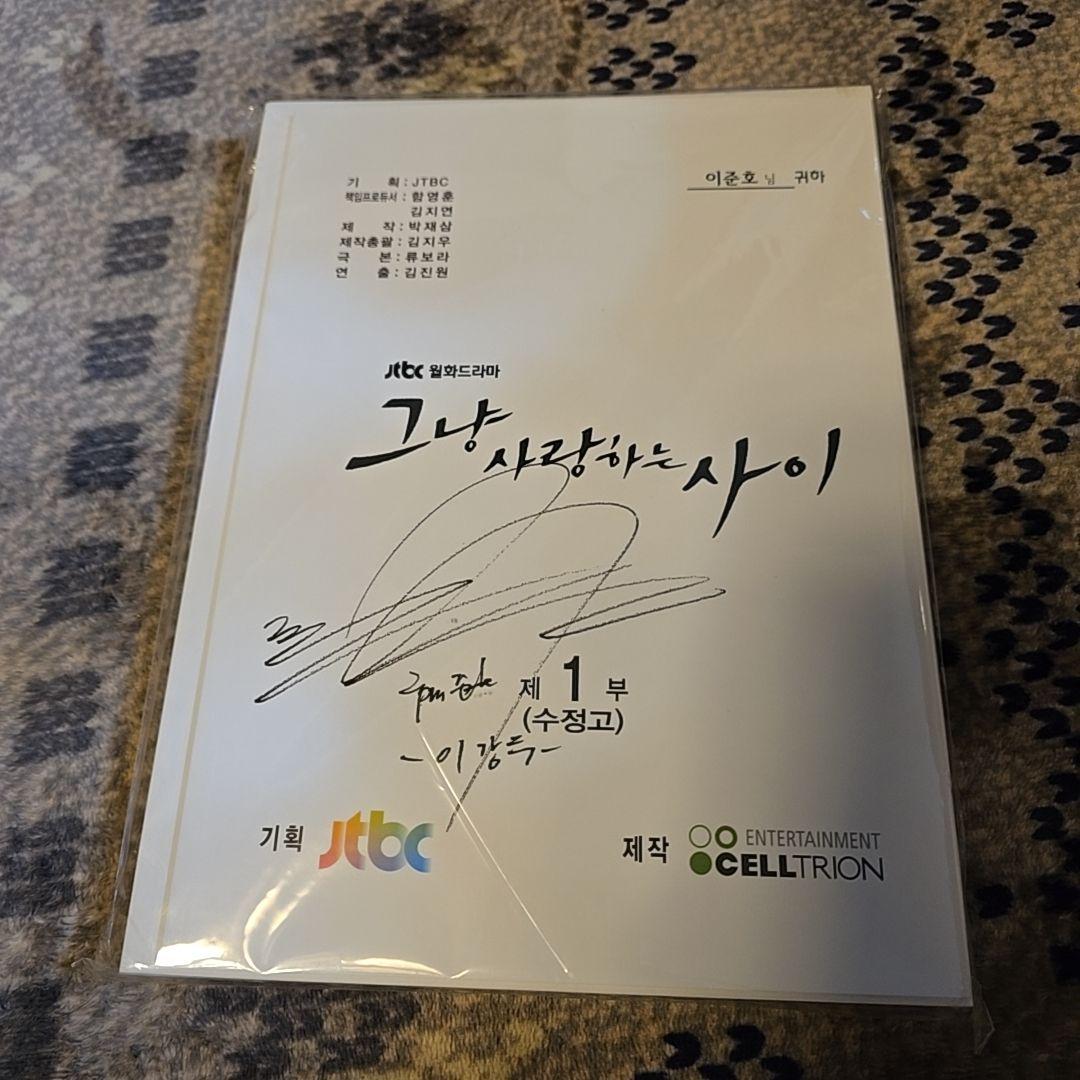 기 획 : JTBC
책임프로듀서 : 함영훈
김지연
제 작 : 박재삼
제작총괄 : 김지우
극 본 : 류보라
연 출 : 김진원
이준호 님 귀하
jtbc 월화드라마
그냥 사랑하는 사이
제 1 부
(수정고)
-이강두-
기획 jtbc
제작 ENTERTAINMENT
CELLTRION